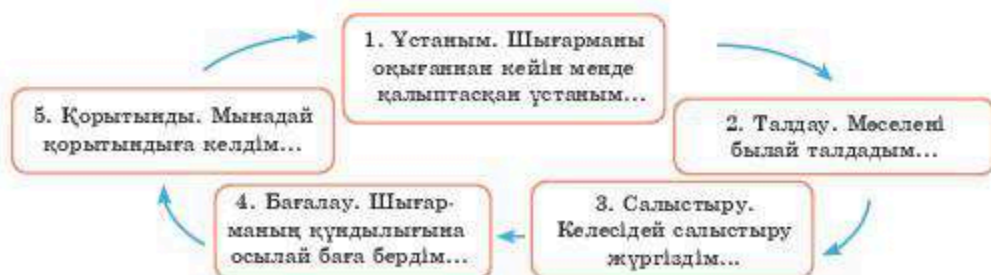 1. Ұстаным. Шығарманы
оқығаннан кейін менде
қалыптасқан ұстаным...
2. Талдау. Мәселені
былай талдадым...
3. Салыстыру.
Келесідей салыстыру
жүргіздім...
4. Бағалау. Шығар-
маның құндылығына
осылай баға бердім...
5. Қорытынды. Мынадай
қорытындыға келдім...